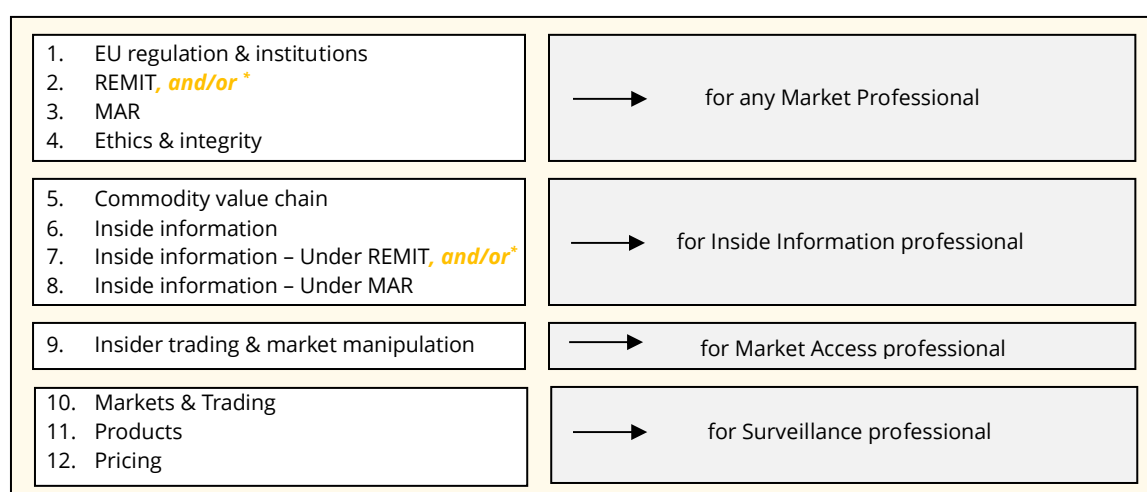 1. EU regulation & institutions
2. REMIT, and/or *
3. MAR
4. Ethics & integrity
for any Market Professional
5. Commodity value chain
6. Inside information
7. Inside information – Under REMIT, and/or*
8. Inside information – Under MAR
for Inside Information professional
9. Insider trading & market manipulation
for Market Access professional
10. Markets & Trading
11. Products
12. Pricing
for Surveillance professional